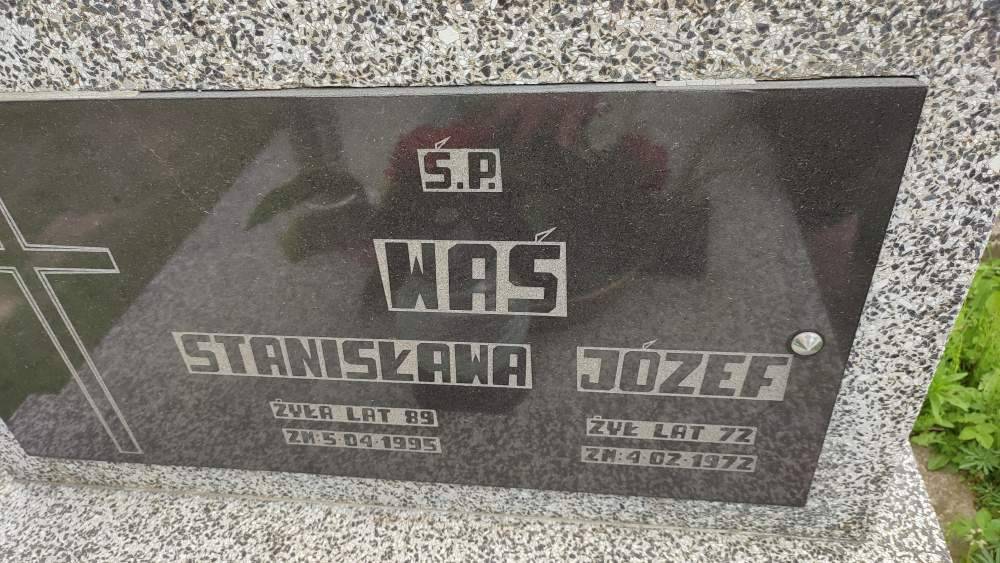 Ś.P.
WAŚ
STANISŁAWA JÓZEF
ŻYŁA LAT 89 ŻYŁ LAT 72
ZM: 5·04·1995 ZM: 4·02·1972